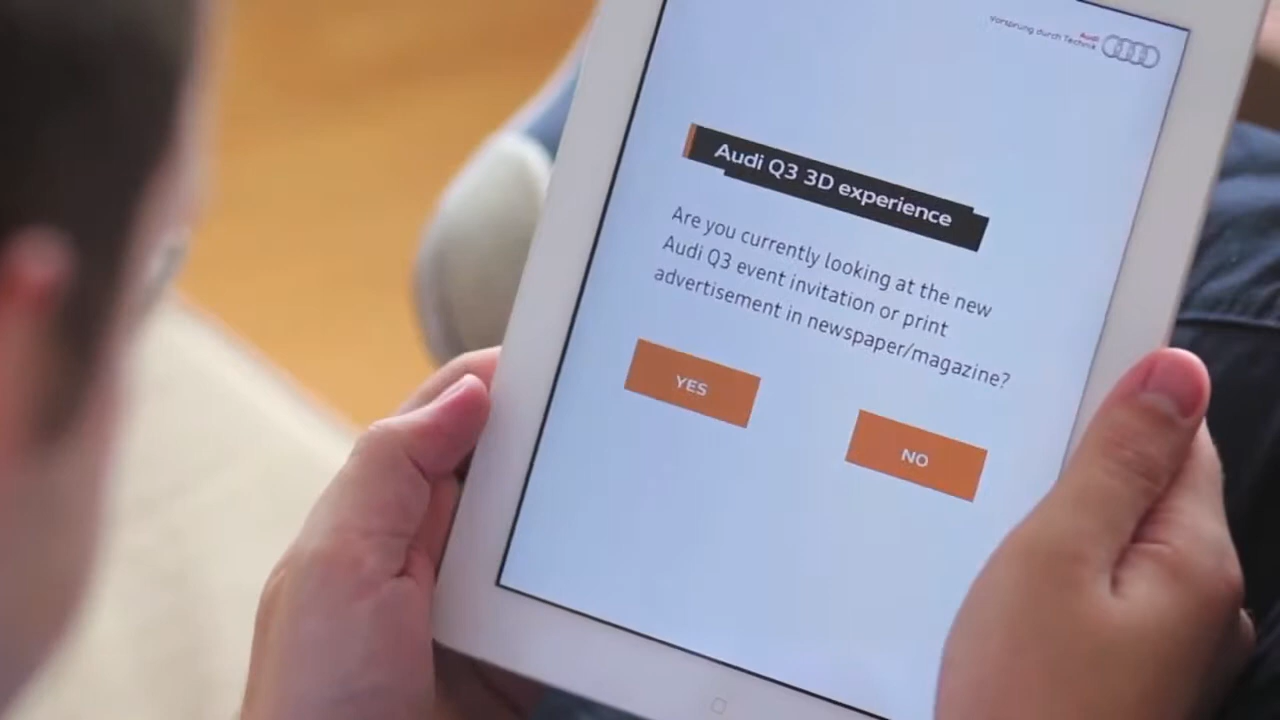 Audi
Vorsprung durch Technik
Audi Q3 3D experience
Are you currently looking at the new
Audi Q3 event invitation or print
advertisement in newspaper/magazine?
YES
NO